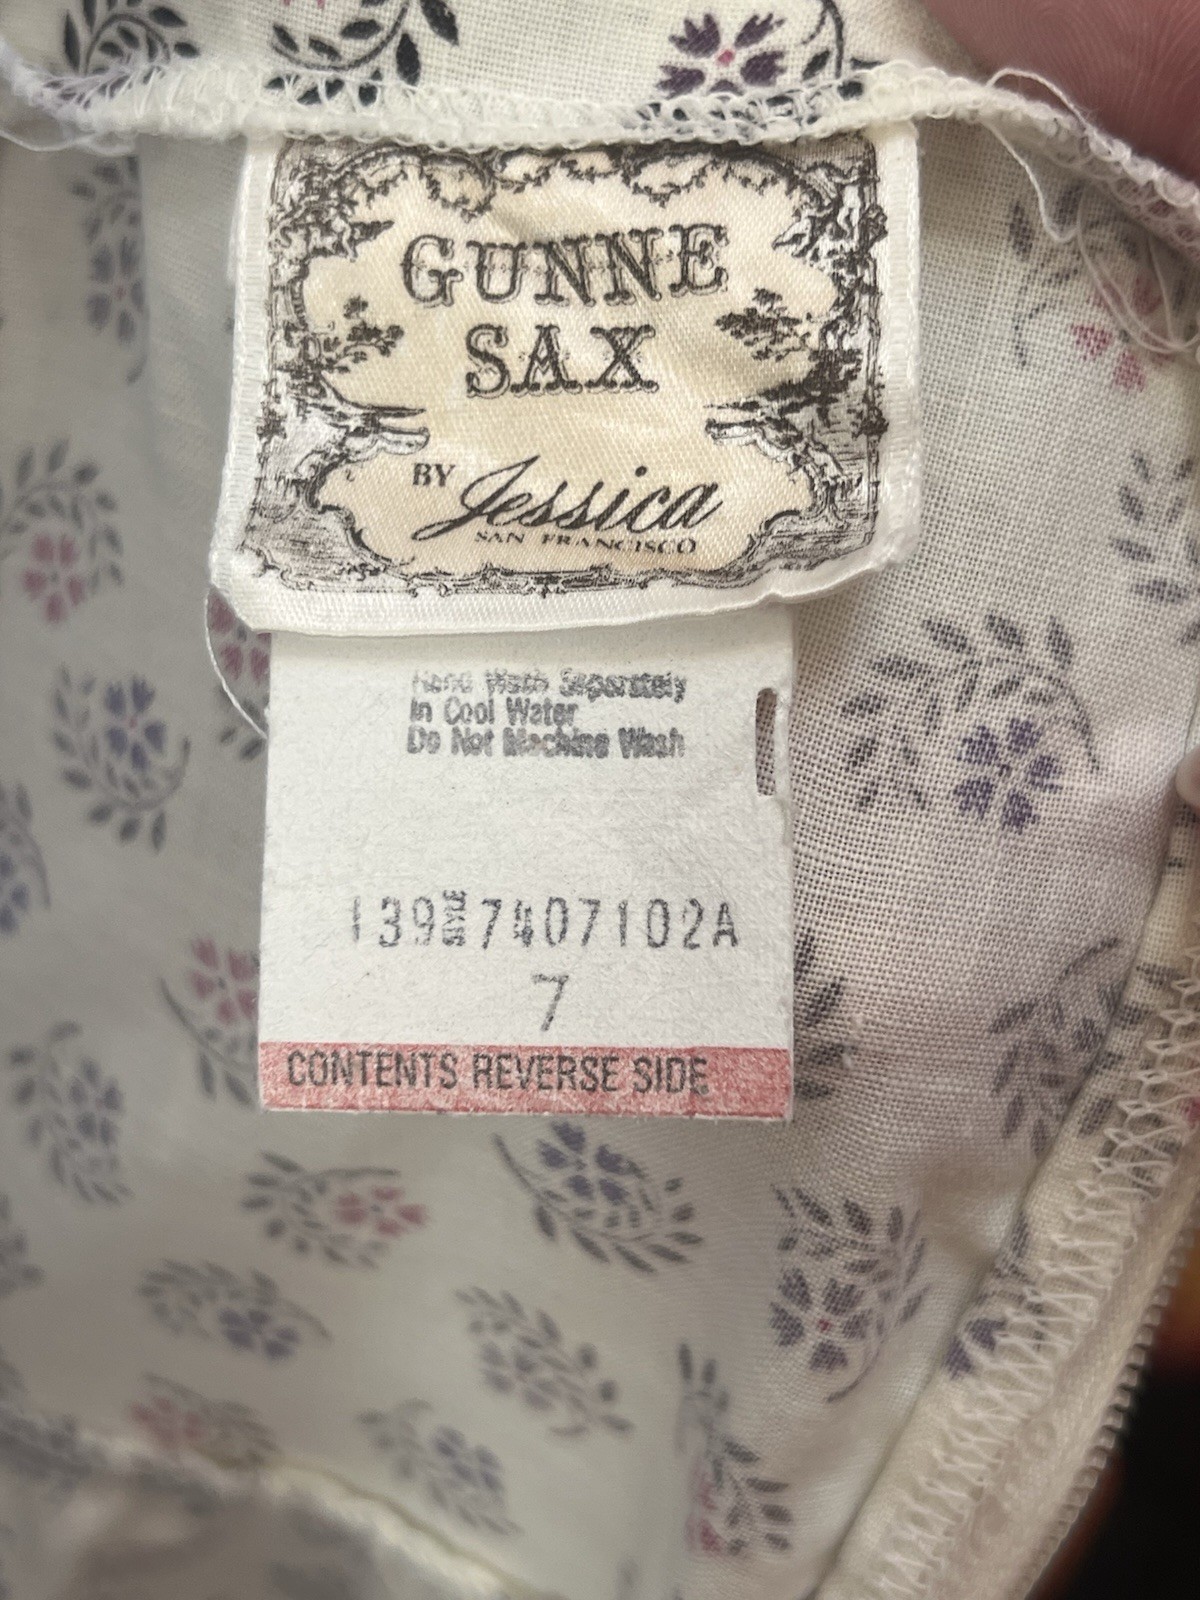 GUNNE
SAX
BY Jessica
SAN FRANCISCO
Hand Wash Separately
In Cool Water
Do Not Machine Wash
139 STYLE 7407102A
7
CONTENTS REVERSE SIDE